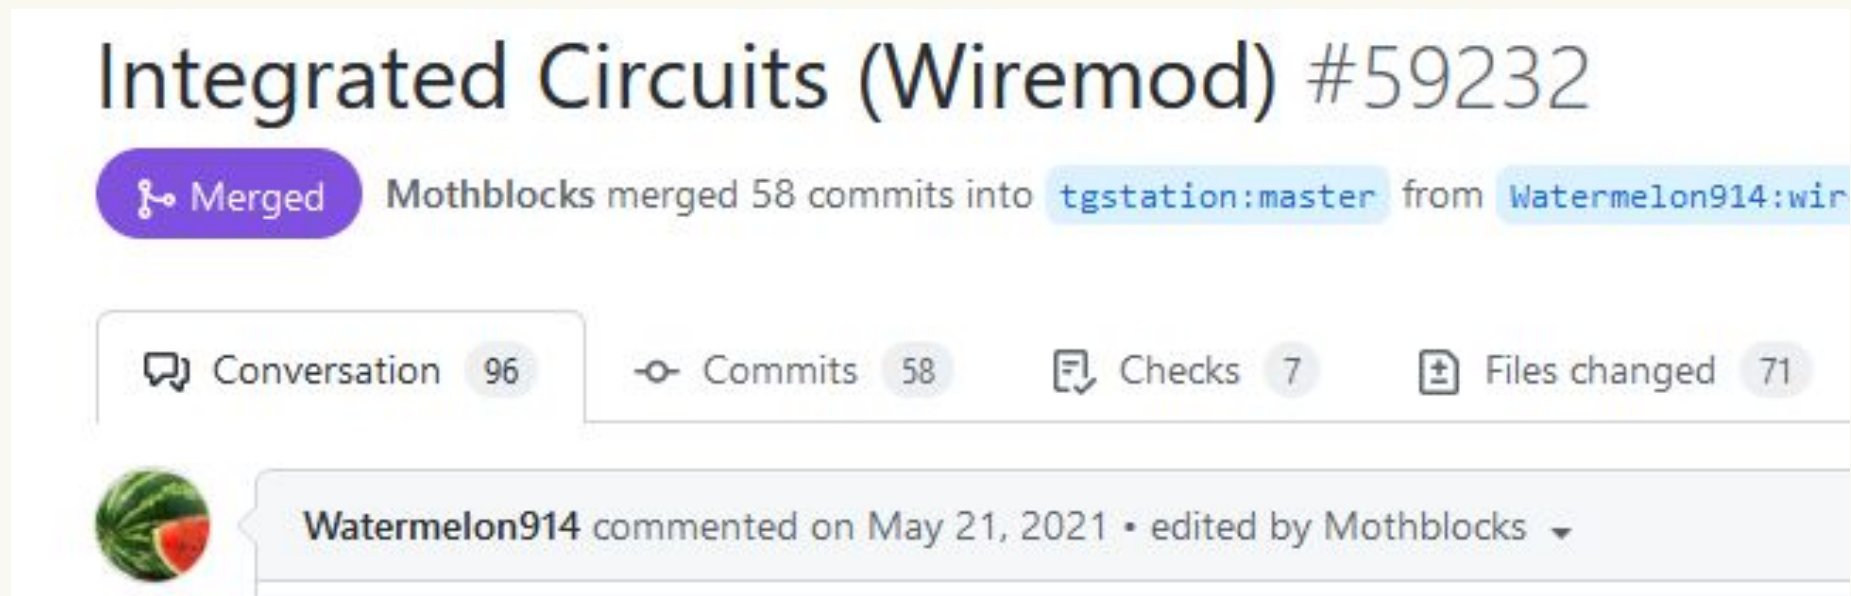 Integrated Circuits (Wiremod) #59232
Merged Mothblocks merged 58 commits into tgstation:master from Watermelon914:wir
Conversation 96 Commits 58 Checks 7 Files changed 71
Watermelon914 commented on May 21, 2021 • edited by Mothblocks